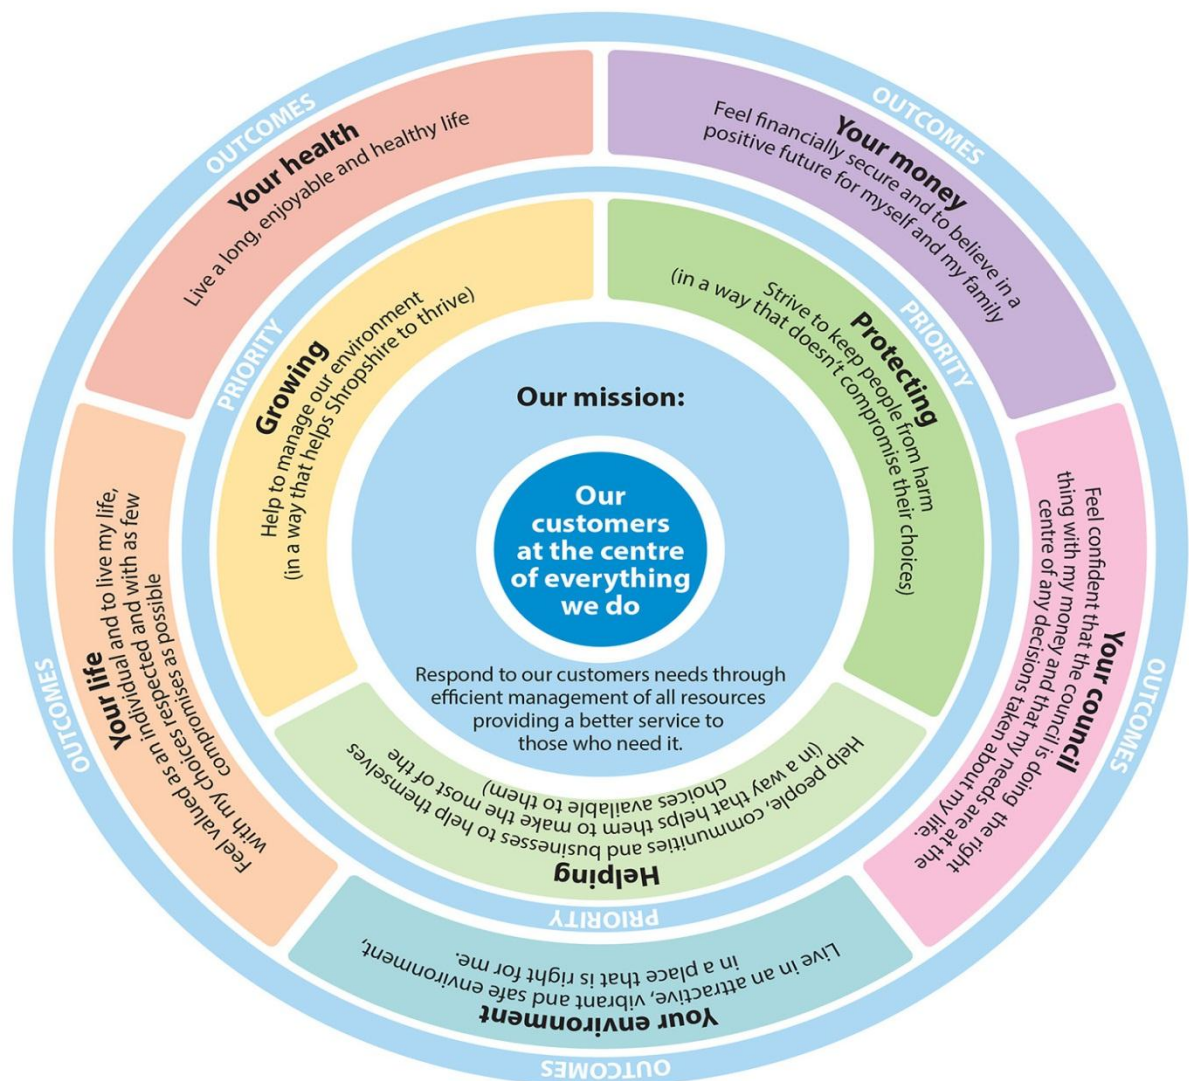 OUTCOMES
Your health
Live a long, enjoyable and healthy life
OUTCOMES
Your money
Feel financially secure and to believe in a
positive future for myself and my family
OUTCOMES
Your council
Feel confident that the council is doing the right
thing with my money and that my needs are at the
centre of any decisions taken about my life.
OUTCOMES
Your environment
Live in an attractive, vibrant and safe environment,
in a place that is right for me.
OUTCOMES
Your life
Feel valued as an individual and to live my life,
with my choices respected and with as few
compromises as possible
PRIORITY
Growing
Help to manage our environment
(in a way that helps Shropshire to thrive)
PRIORITY
Protecting
Strive to keep people from harm
(in a way that doesn't compromise their choices)
PRIORITY
Helping
Help people, communities and businesses to help themselves
(in a way that helps them to make the most of the
choices available to them)
Our mission:
Our
customers
at the centre
of everything
we do
Respond to our customers needs through
efficient management of all resources
providing a better service to
those who need it.